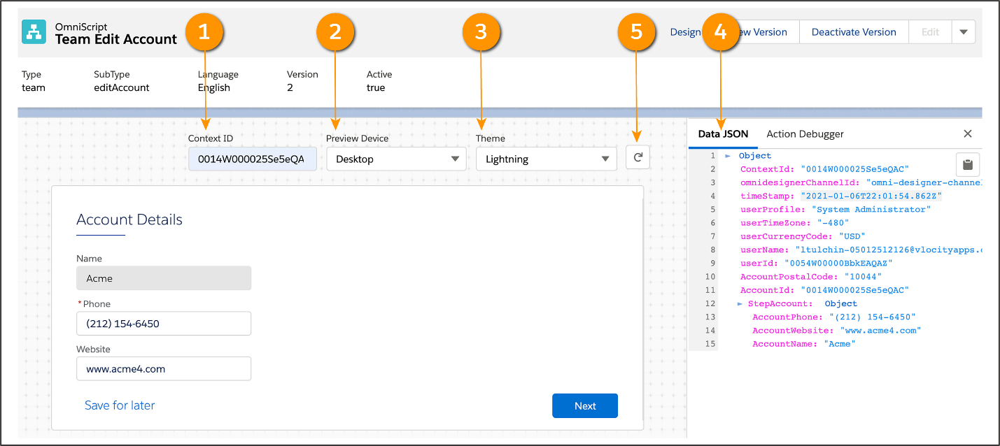 OmniScript
Team Edit Account
1
2
3
5
4
Design
ew Version
Deactivate Version
Edit
Type
SubType
Language
Version
Active
team
editAccount
English
2
true
Context ID
Preview Device
Theme
0014W000025Se5eQA
Desktop
Lightning
Account Details
Name
Acme
*Phone
(212) 154-6450
Website
www.acme4.com
Save for later
Next
Data JSON
Action Debugger
1 Object
2 ContextId: "0014W000025Se5eQAC"
3 omnidesignerChannelId: "omni-designer-channel
4 timeStamp: "2021-01-06T22:01:54.862Z"
5 userProfile: "System Administrator"
6 userTimeZone: "-480"
7 userCurrencyCode: "USD"
8 userName: "ltulchin-05012512126@vlocityapps.
9 userId: "0054W00000BbkEAQAZ"
10 AccountPostalCode: "10044"
11 AccountId: "0014W000025Se5eQAC"
12 StepAccount: Object
13 AccountPhone: "(212) 154-6450"
14 AccountWebsite: "www.acme4.com"
15 AccountName: "Acme"